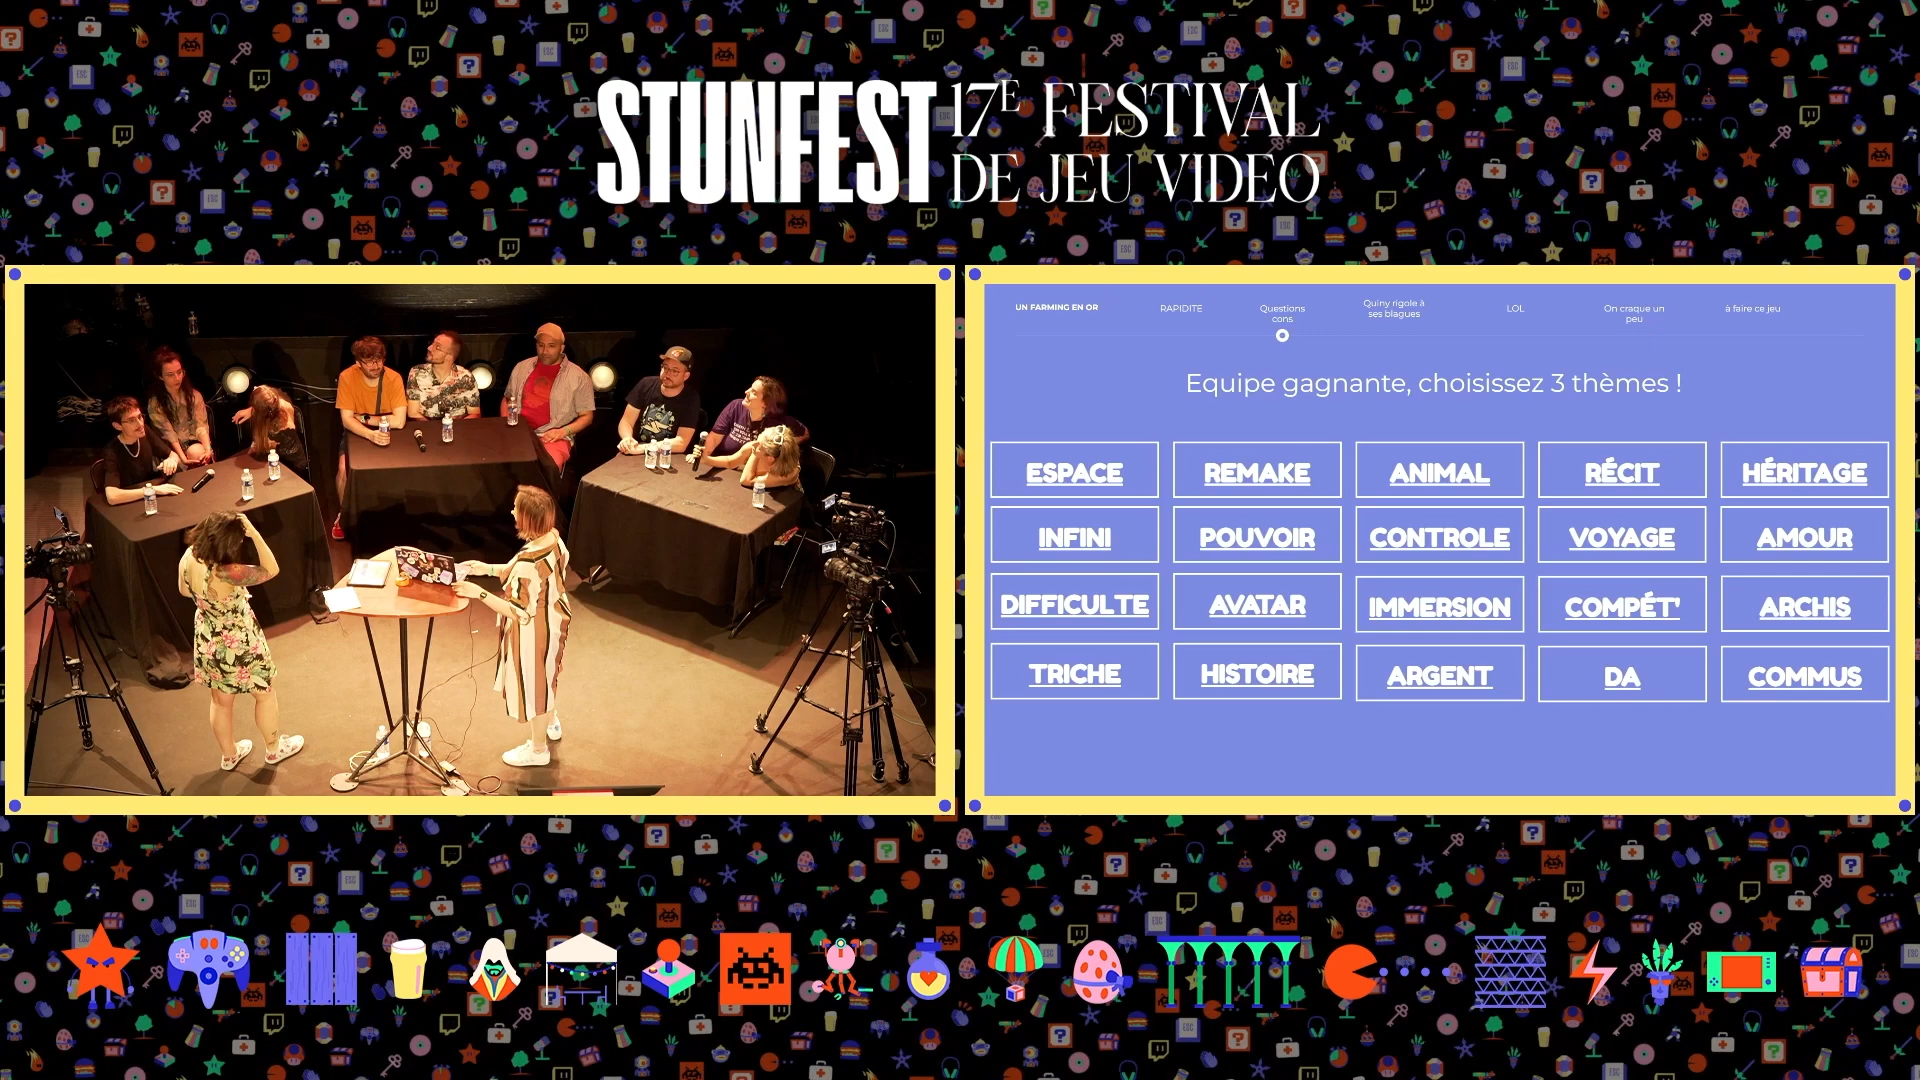 STUNFEST
17E FESTIVAL
DE JEU VIDEO
UN FARMING EN OR
RAPIDITE
Questions
cons
Quiny rigole à
ses blagues
LOL
On craque un
peu
à faire ce jeu
Equipe gagnante, choisissez 3 thèmes !
ESPACE REMAKE ANIMAL RÉCIT HÉRITAGE
INFINI POUVOIR CONTROLE VOYAGE AMOUR
DIFFICULTE AVATAR IMMERSION COMPÉT' ARCHIS
TRICHE HISTOIRE ARGENT DA COMMUS